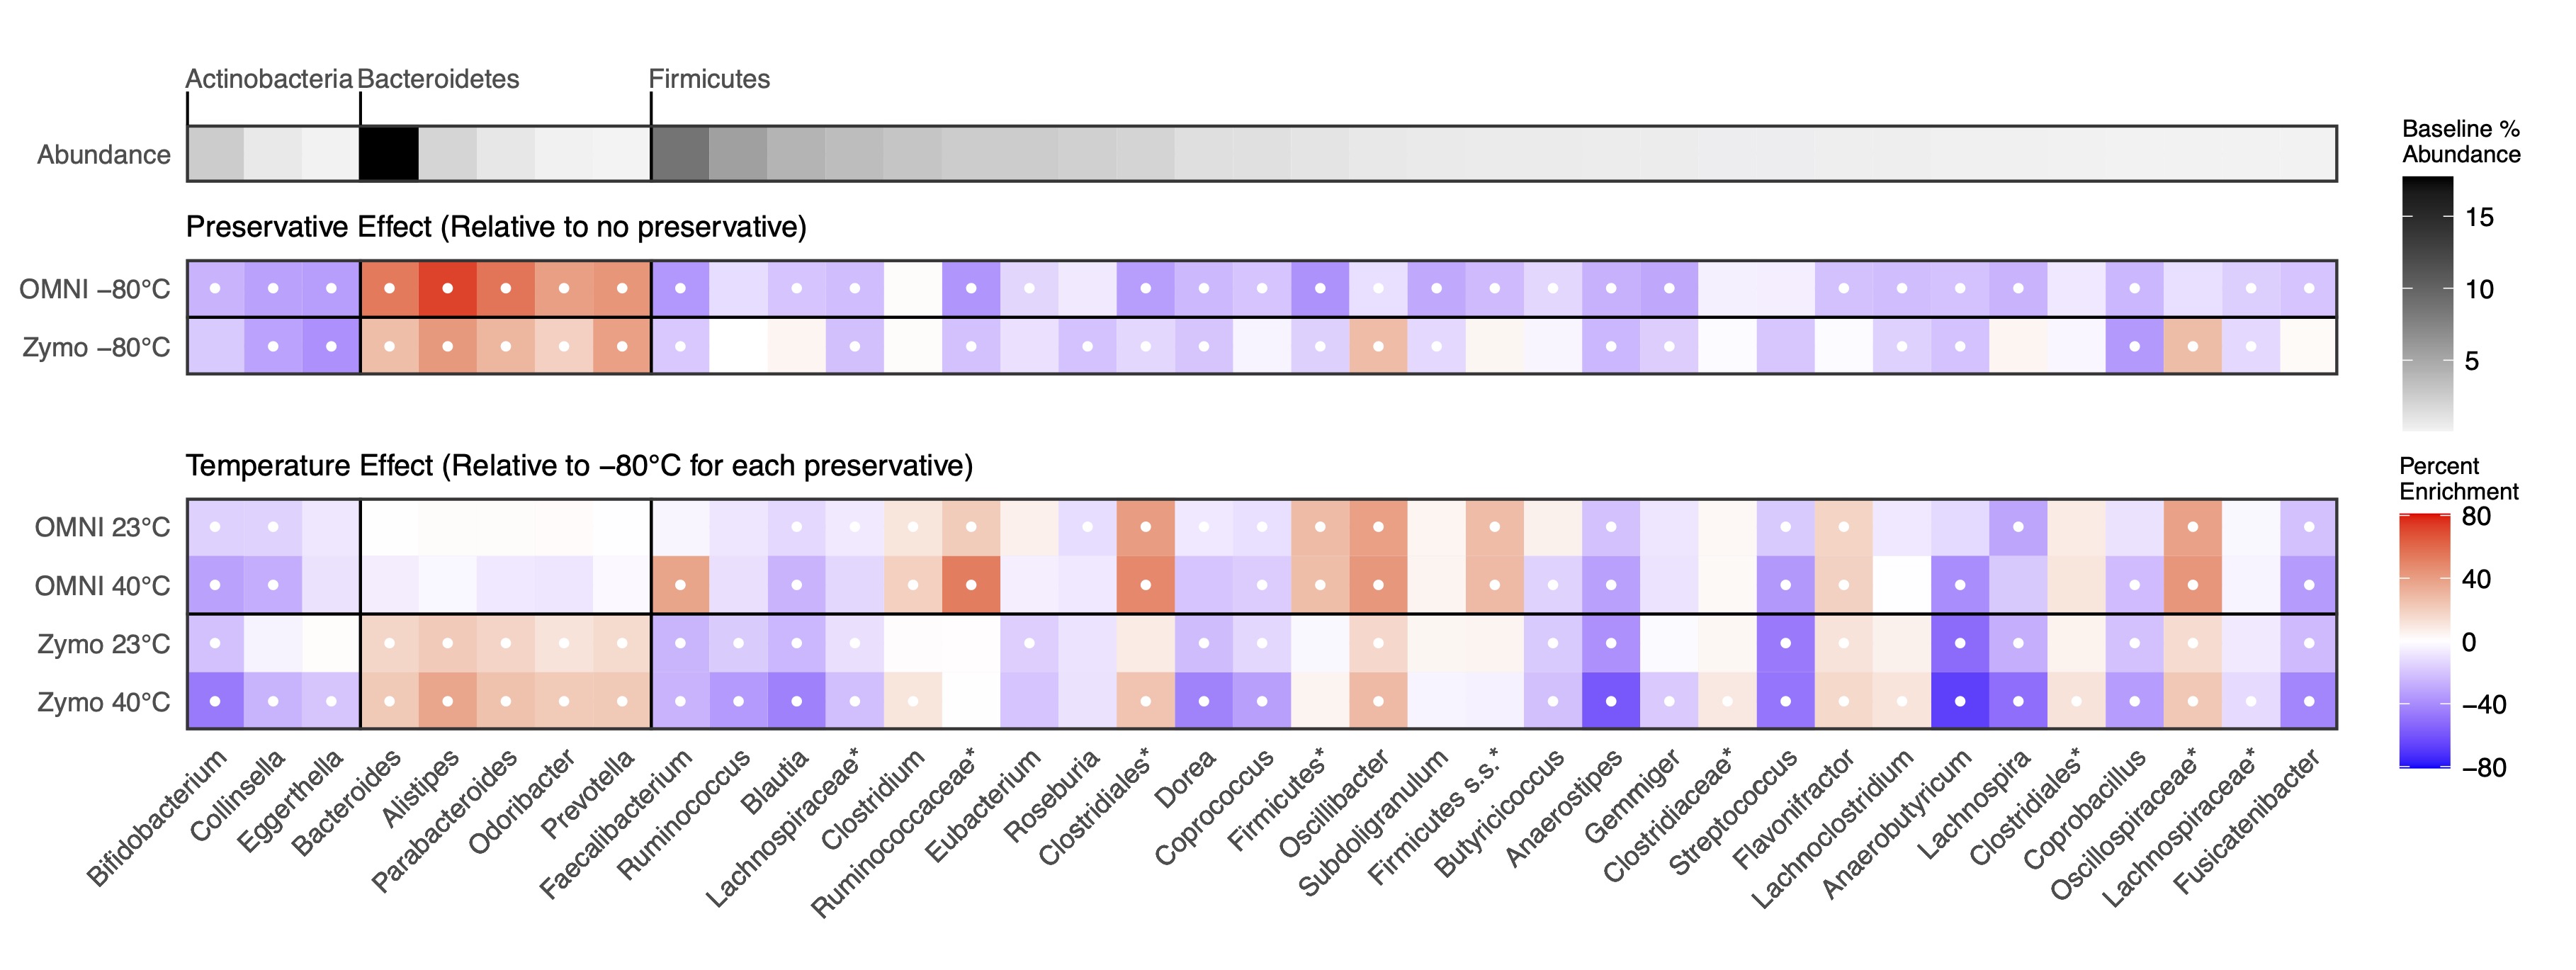 Actinobacteria Bacteroidetes Firmicutes
Abundance
Baseline %
Abundance
15
10
5
Preservative Effect (Relative to no preservative)
OMNI −80°C
Zymo −80°C
Temperature Effect (Relative to −80°C for each preservative)
Percent
Enrichment
80
40
0
−40
−80
OMNI 23°C
OMNI 40°C
Zymo 23°C
Zymo 40°C
Bifidobacterium
Collinsella
Eggerthella
Bacteroides
Alistipes
Parabacteroides
Odoribacter
Prevotella
Faecalibacterium
Ruminococcus
Blautia
Lachnospiraceae*
Clostridium
Ruminococcaceae*
Eubacterium
Roseburia
Clostridiales*
Dorea
Coprococcus
Firmicutes*
Oscillibacter
Subdoligranulum
Firmicutes s.s.*
Butyricicoccus
Anaerostipes
Gemmiger
Clostridiaceae*
Streptococcus
Flavonifractor
Lachnoclostridium
Anaerobutyricum
Lachnospira
Clostridiales*
Coprobacillus
Oscillospiraceae*
Lachnospiraceae*
Fusicatenibacter